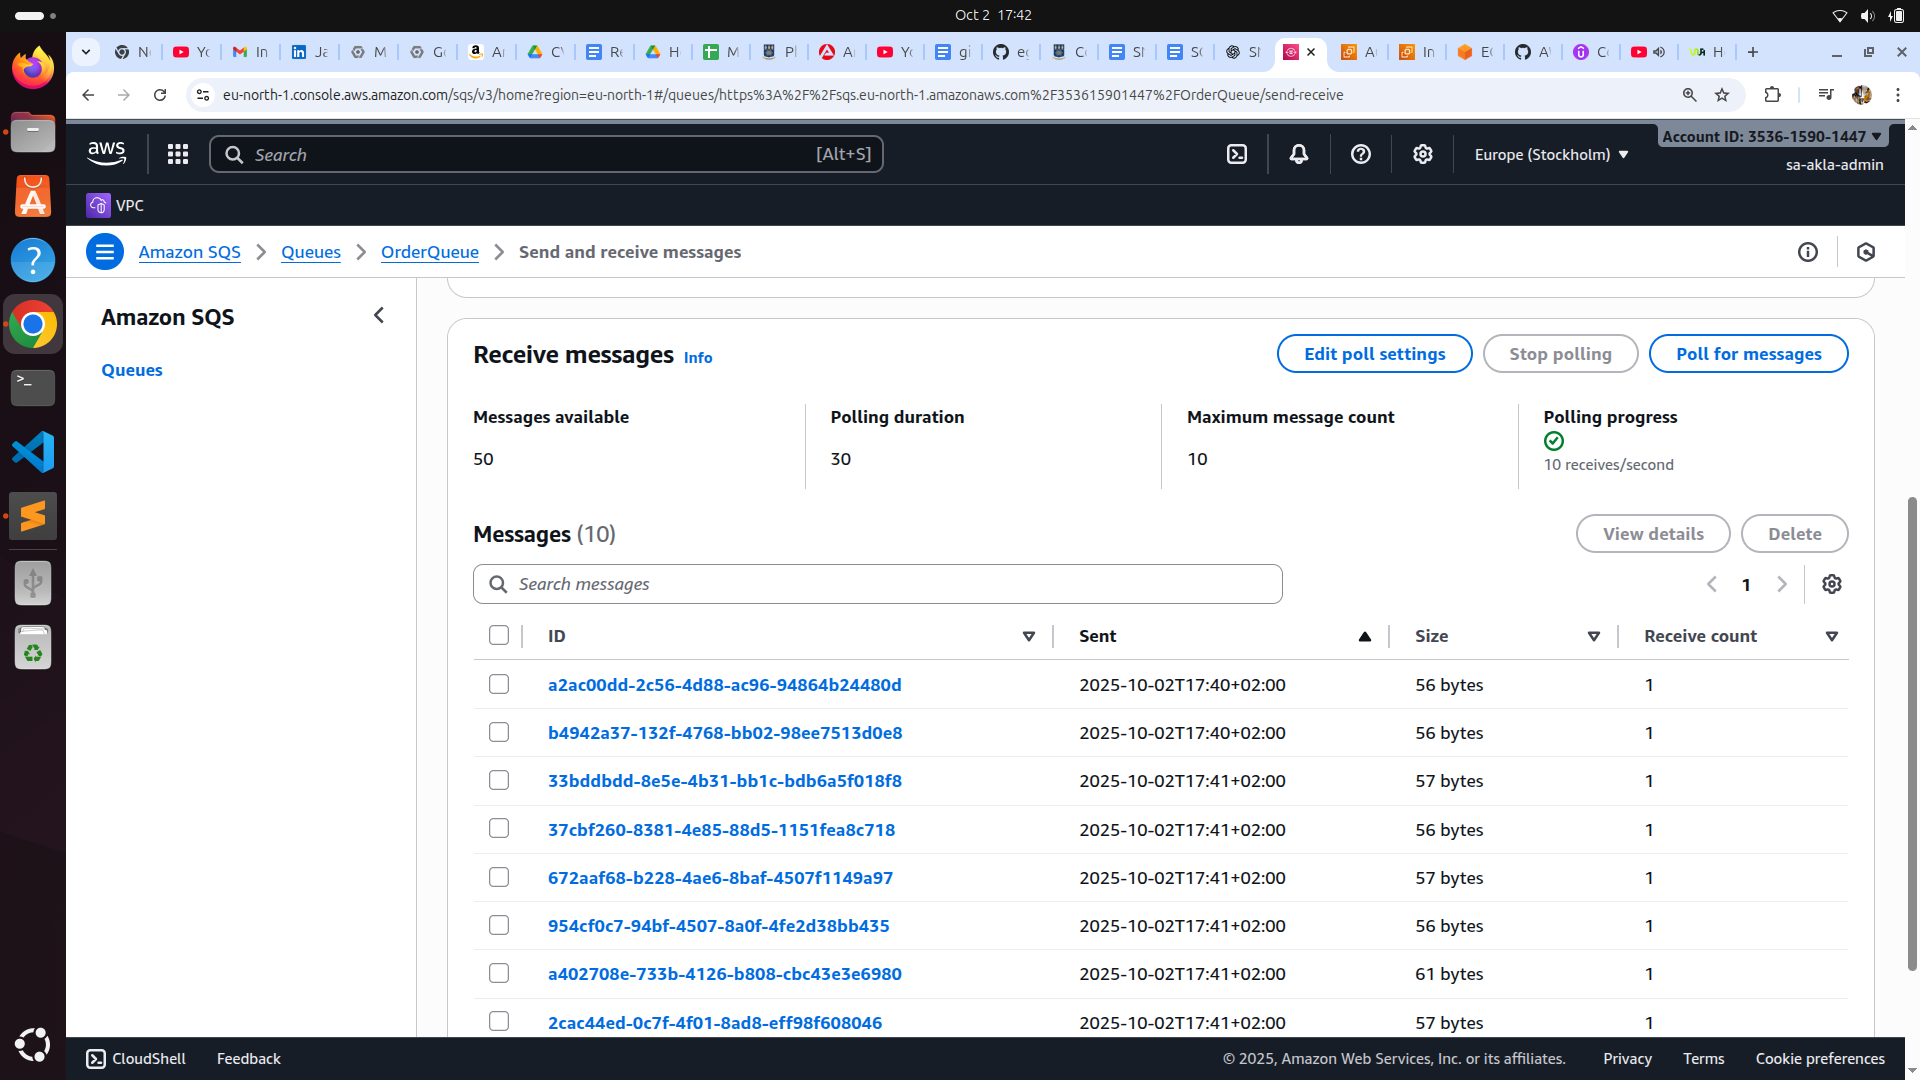 Oct 2 17:42
eu-north-1.console.aws.amazon.com/sqs/v3/home?region=eu-north-1#/queues/https%3A%2F%2Fsqs.eu-north-1.amazonaws.com%2F353615901447%2FOrderQueue/send-receive
aws
Search [Alt+S]
Europe (Stockholm)
Account ID: 3536-1590-1447
sa-akla-admin
VPC
Amazon SQS Queues OrderQueue Send and receive messages
Amazon SQS
Queues
Receive messages Info
Edit poll settings Stop polling Poll for messages
Messages available Polling duration Maximum message count Polling progress
50 30 10
10 receives/second
Messages (10)
View details Delete
Search messages
1
ID Sent Size Receive count
a2ac00dd-2c56-4d88-ac96-94864b24480d 2025-10-02T17:40+02:00 56 bytes 1
b4942a37-132f-4768-bb02-98ee7513d0e8 2025-10-02T17:40+02:00 56 bytes 1
33bddbdd-8e5e-4b31-bb1c-bdb6a5f018f8 2025-10-02T17:41+02:00 57 bytes 1
37cbf260-8381-4e85-88d5-1151fea8c718 2025-10-02T17:41+02:00 56 bytes 1
672aaf68-b228-4ae6-8baf-4507f1149a97 2025-10-02T17:41+02:00 57 bytes 1
954cf0c7-94bf-4507-8a0f-4fe2d38bb435 2025-10-02T17:41+02:00 56 bytes 1
a402708e-733b-4126-b808-cbc43e3e6980 2025-10-02T17:41+02:00 61 bytes 1
2cac44ed-0c7f-4f01-8ad8-eff98f608046 2025-10-02T17:41+02:00 57 bytes 1
CloudShell Feedback © 2025, Amazon Web Services, Inc. or its affiliates. Privacy Terms Cookie preferences